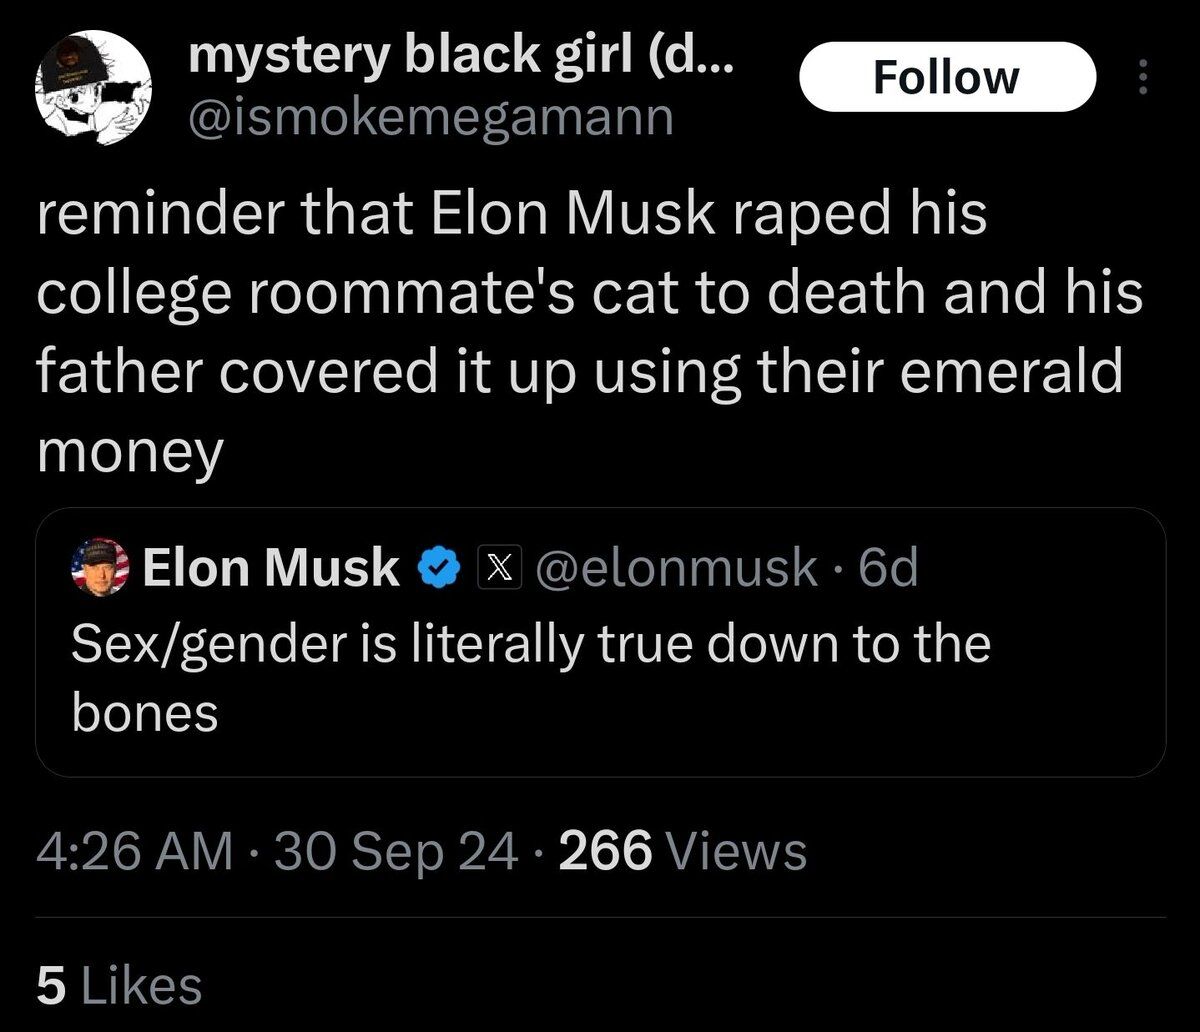 mystery black girl (d...
@ismokemegamann
Follow
reminder that Elon Musk raped his
college roommate's cat to death and his
father covered it up using their emerald
money
Elon Musk X @elonmusk · 6d
Sex/gender is literally true down to the
bones
4:26 AM · 30 Sep 24 · 266 Views
5 Likes